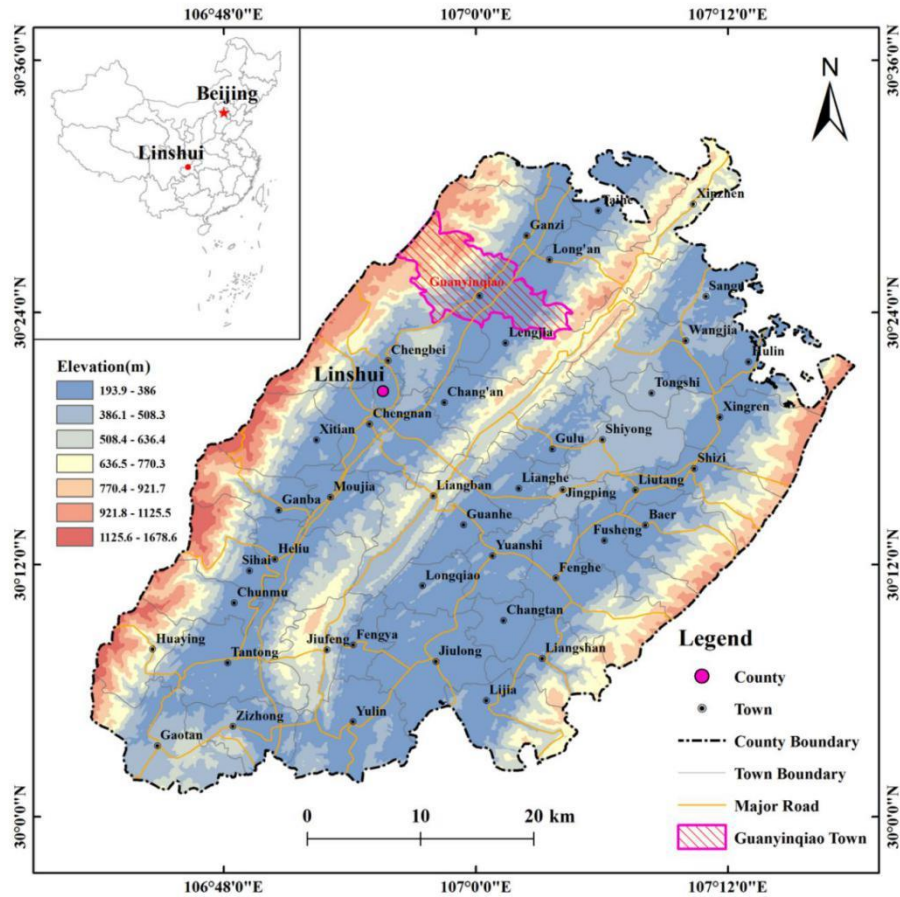 106°48'0"E
107°0'0"E
107°12'0"E
30°36'0"N
30°36'0"N
N
Beijing
Linshui
Taihe
Xinzhen
Ganzi
Long'an
Guanyinqiao
30°24'0"N
30°24'0"N
Lengjia
Wangjia
Hulin
Elevation(m)
193.9 - 386
386.1 - 508.3
508.4 - 636.4
636.5 - 770.3
770.4 - 921.7
921.8 - 1125.5
1125.6 - 1678.6
Chengbei
Linshui
Chang'an
Tongshi
Chengnan
Xingren
Xitian
Gulu
Shiyong
Shizi
Moujia
Liangban
Lianghe
Jingping
Liutang
Ganba
Guanhe
Fusheng
Baer
Heliu
Sihai
Yuanshi
30°12'0"N
30°12'0"N
Longqiao
Fenghe
Chunmu
Changtan
Huaying
Tantong
Jiufeng
Fengya
Jiulong
Liangshan
Lijia
Zizhong
Yulin
Gaotan
Legend
County
Town
County Boundary
Town Boundary
Major Road
Guanyinqiao Town
0
10
20 km
30°0'0"N
30°0'0"N
106°48'0"E
107°0'0"E
107°12'0"E